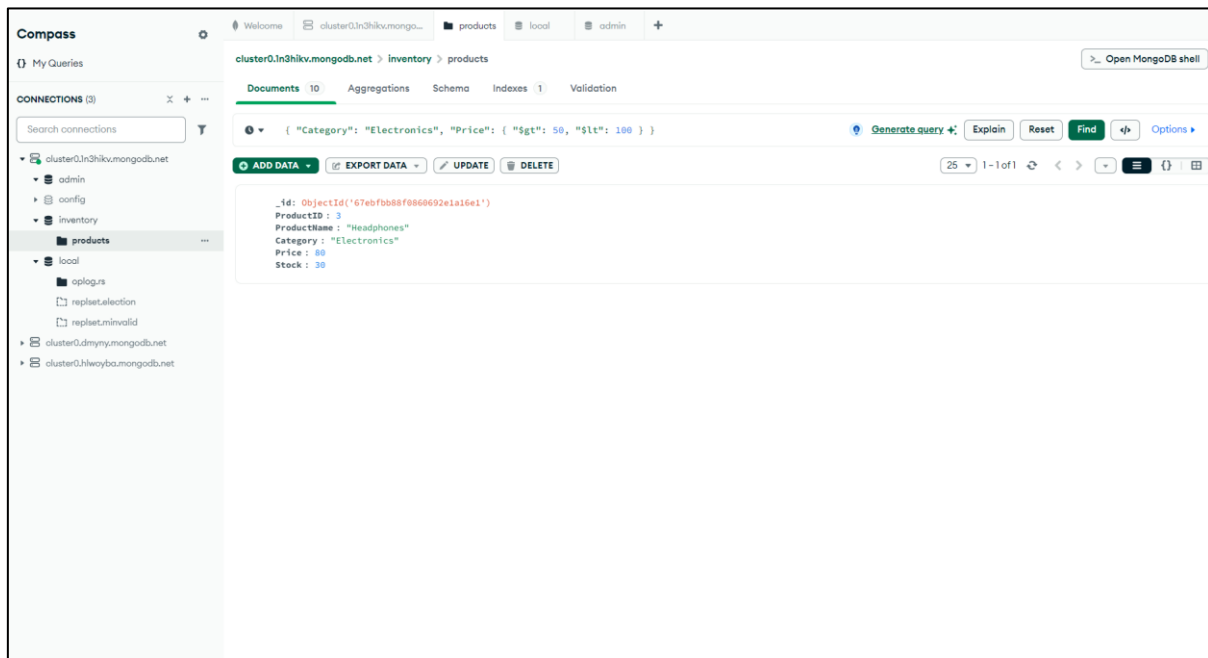 Compass
{} My Queries
CONNECTIONS (3)
Search connections
cluster0.1n3hikv.mongodb.net
admin
config
inventory
products
local
oplog.rs
replset.election
replset.minvalid
cluster0.dmyny.mongodb.net
cluster0.hlwoyba.mongodb.net
Welcome cluster0.1n3hikv.mongo... products local admin
cluster0.1n3hikv.mongodb.net > inventory > products >_ Open MongoDB shell
Documents 10 Aggregations Schema Indexes 1 Validation
{ "Category": "Electronics", "Price": { "$gt": 50, "$lt": 100 } } Generate query Explain Reset Find </> Options
ADD DATA EXPORT DATA UPDATE DELETE 25 1-1 of 1 {}
_id: ObjectId('67ebfbb88f0860692e1a16e1')
ProductID : 3
ProductName : "Headphones"
Category : "Electronics"
Price : 80
Stock : 30